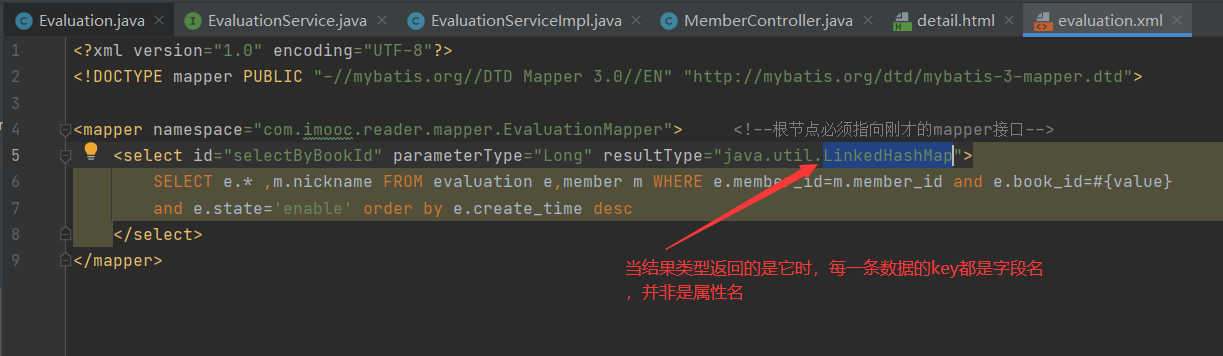 Evaluation.java
EvaluationService.java
EvaluationServiceImpl.java
MemberController.java
detail.html
evaluation.xml
1 <?xml version="1.0" encoding="UTF-8"?>
2 <!DOCTYPE mapper PUBLIC "-//mybatis.org//DTD Mapper 3.0//EN" "http://mybatis.org/dtd/mybatis-3-mapper.dtd">
3
4 <mapper namespace="com.imooc.reader.mapper.EvaluationMapper"> <!--根节点必须指向刚才的mapper接口-->
5 <select id="selectByBookId" parameterType="Long" resultType="java.util.LinkedHashMap">
6 SELECT e.* ,m.nickname FROM evaluation e,member m WHERE e.member_id=m.member_id and e.book_id=#{value}
7 and e.state='enable' order by e.create_time desc
8 </select>
9 </mapper>
当结果类型返回的是它时，每一条数据的key都是字段名
，并非是属性名